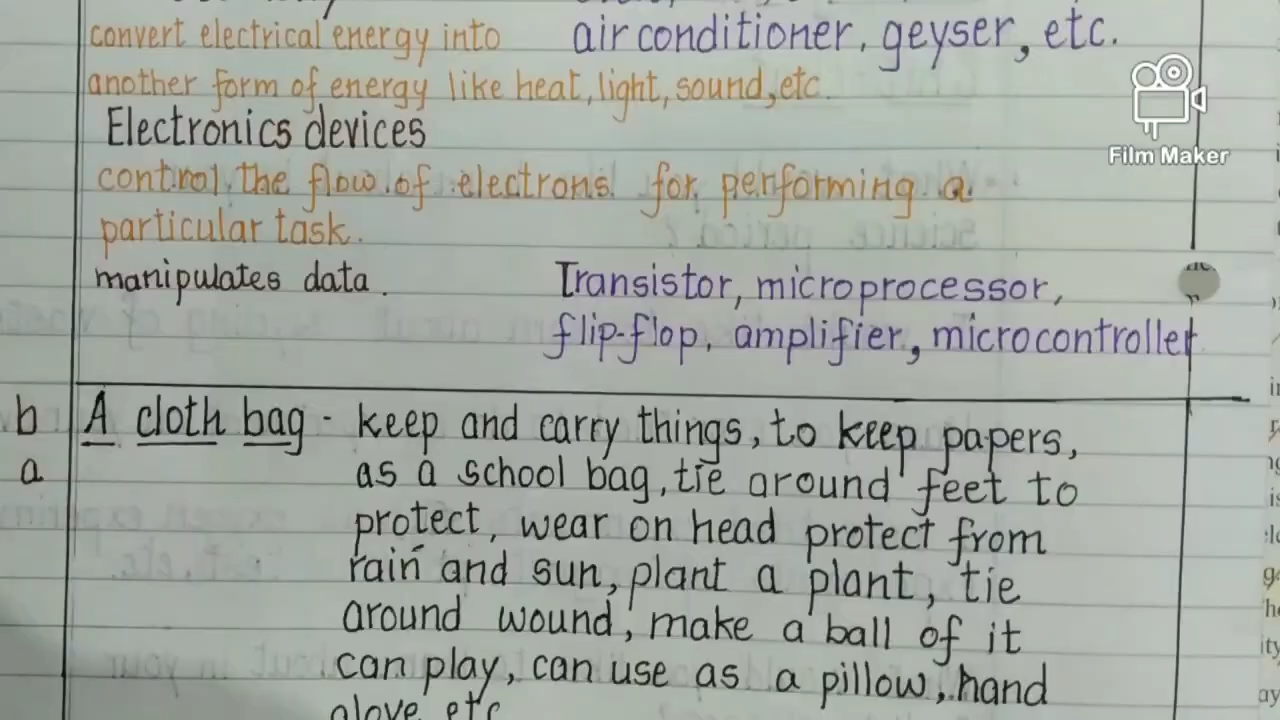 convert electrical energy into air conditioner, geyser, etc.
another form of energy like heat, light, sound, etc.
Electronics devices
Film Maker
control the flow of electrons for performing a
particular task.
manipulates data. Transistor, microprocessor,
flip-flop, amplifier, microcontroller
b A cloth bag - keep and carry things, to keep papers,
a as a school bag, tie around feet to
protect, wear on head protect from
rain and sun, plant a plant, tie
around wound, make a ball of it
can play, can use as a pillow, hand
glove, etc